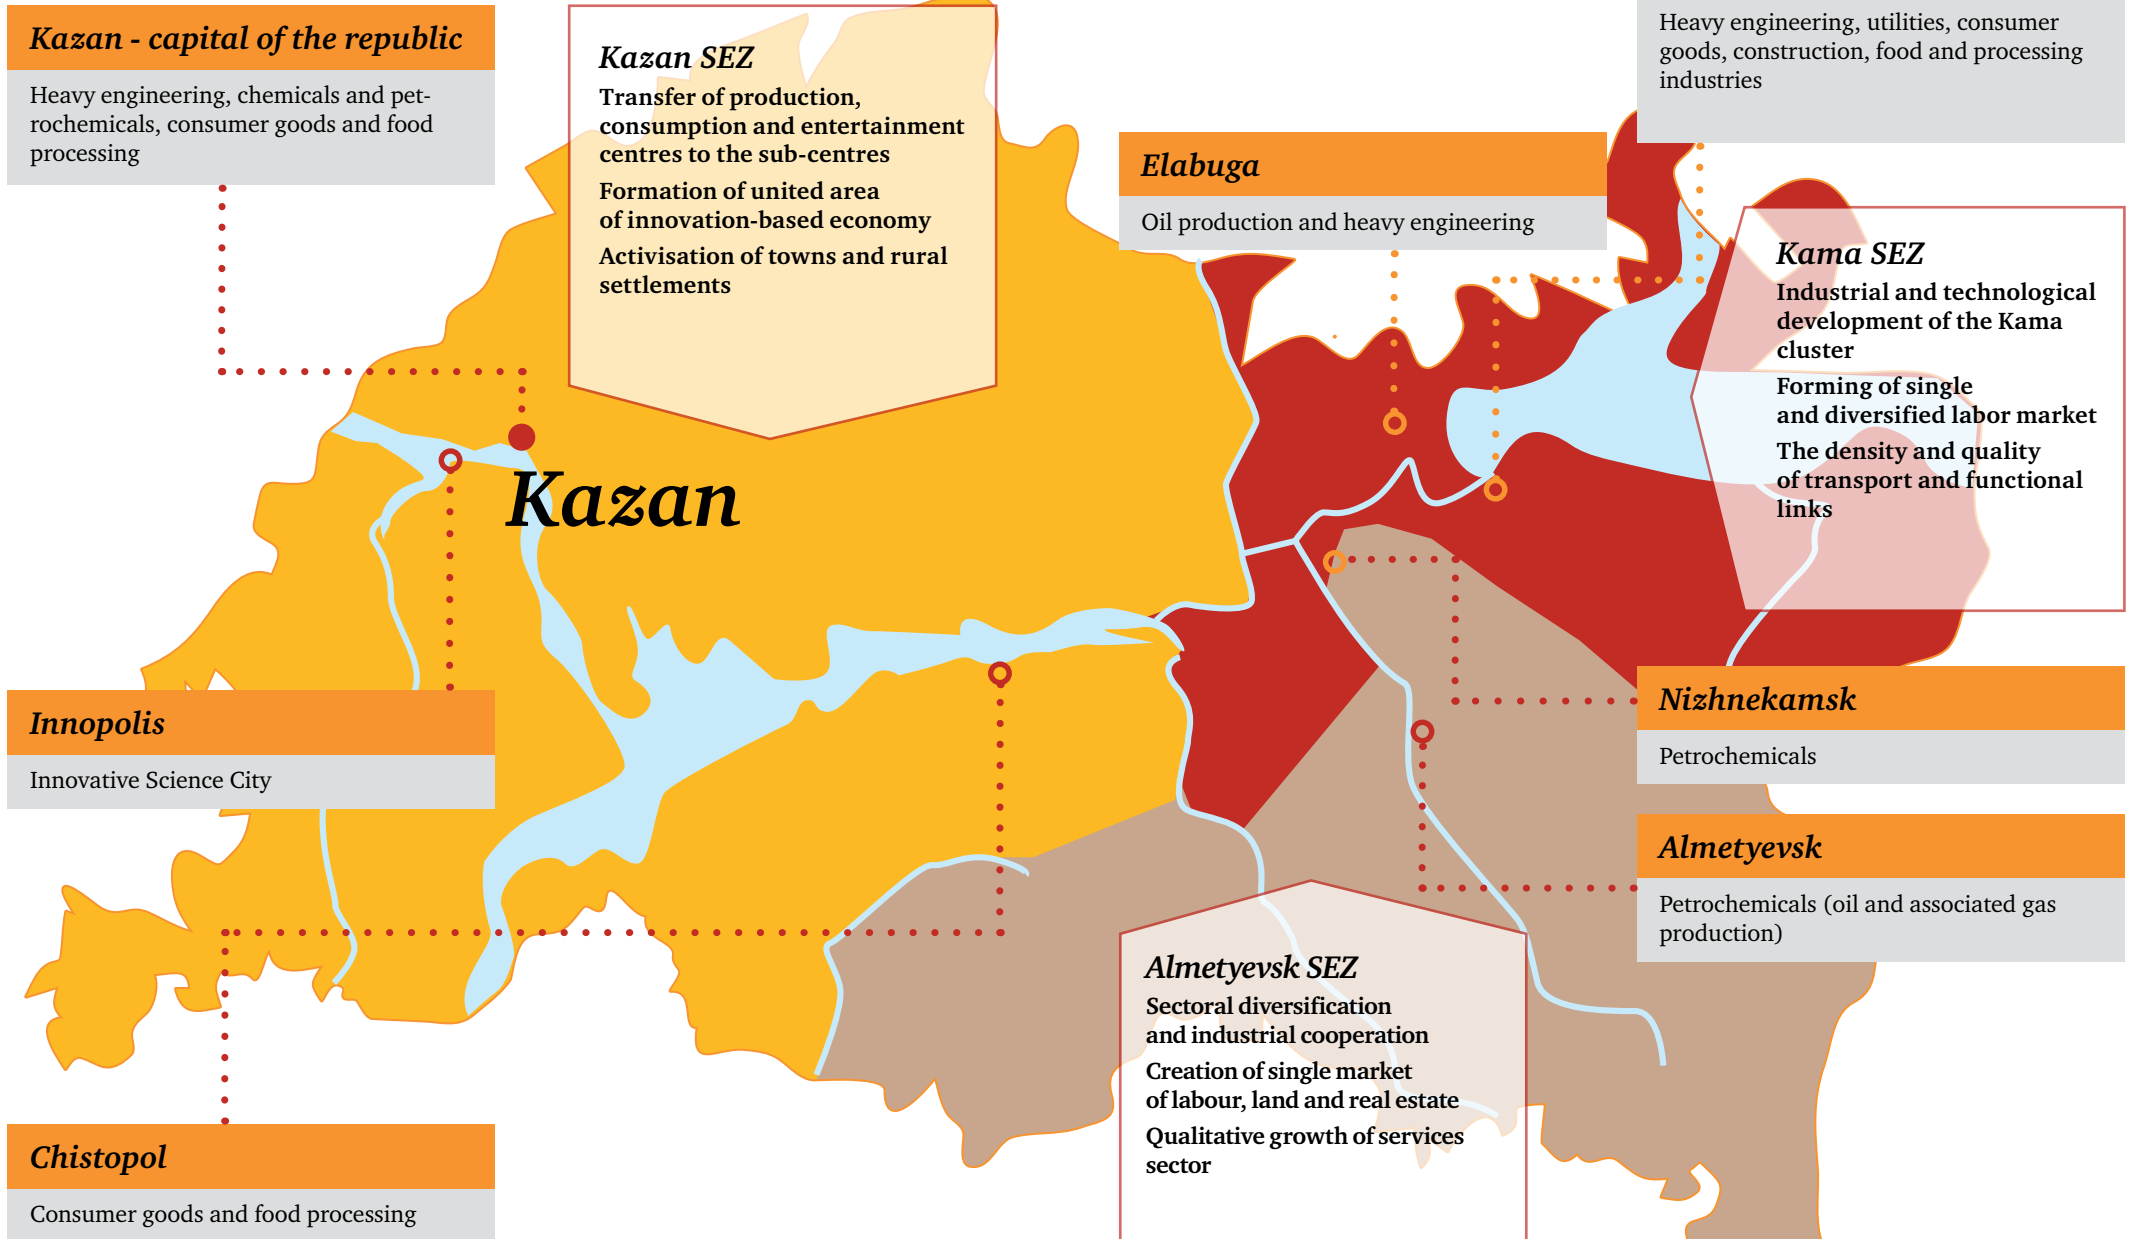 Kazan - capital of the republic
Heavy engineering, chemicals and pet-
rochemicals, consumer goods and food
processing
Kazan SEZ
Transfer of production,
consumption and entertainment
centres to the sub-centres
Formation of united area
of innovation-based economy
Activisation of towns and rural
settlements
Heavy engineering, utilities, consumer
goods, construction, food and processing
industries
Elabuga
Oil production and heavy engineering
Kama SEZ
Industrial and technological
development of the Kama
cluster
Forming of single
and diversified labor market
The density and quality
of transport and functional
links
Kazan
Innopolis
Innovative Science City
Nizhnekamsk
Petrochemicals
Almetyevsk
Petrochemicals (oil and associated gas
production)
Almetyevsk SEZ
Sectoral diversification
and industrial cooperation
Creation of single market
of labour, land and real estate
Qualitative growth of services
sector
Chistopol
Consumer goods and food processing